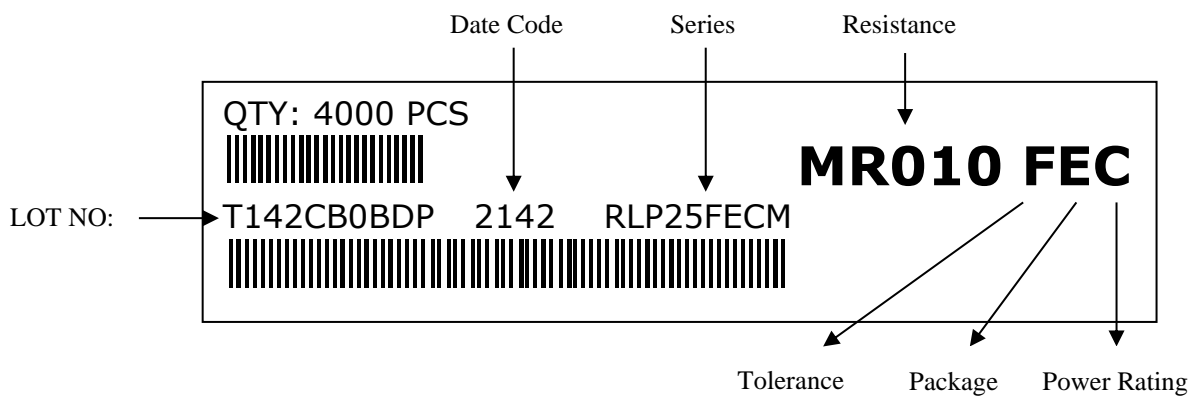 Date Code Series Resistance
QTY: 4000 PCS
MR010 FEC
LOT NO: T142CB0BDP 2142 RLP25FECM
Tolerance Package Power Rating